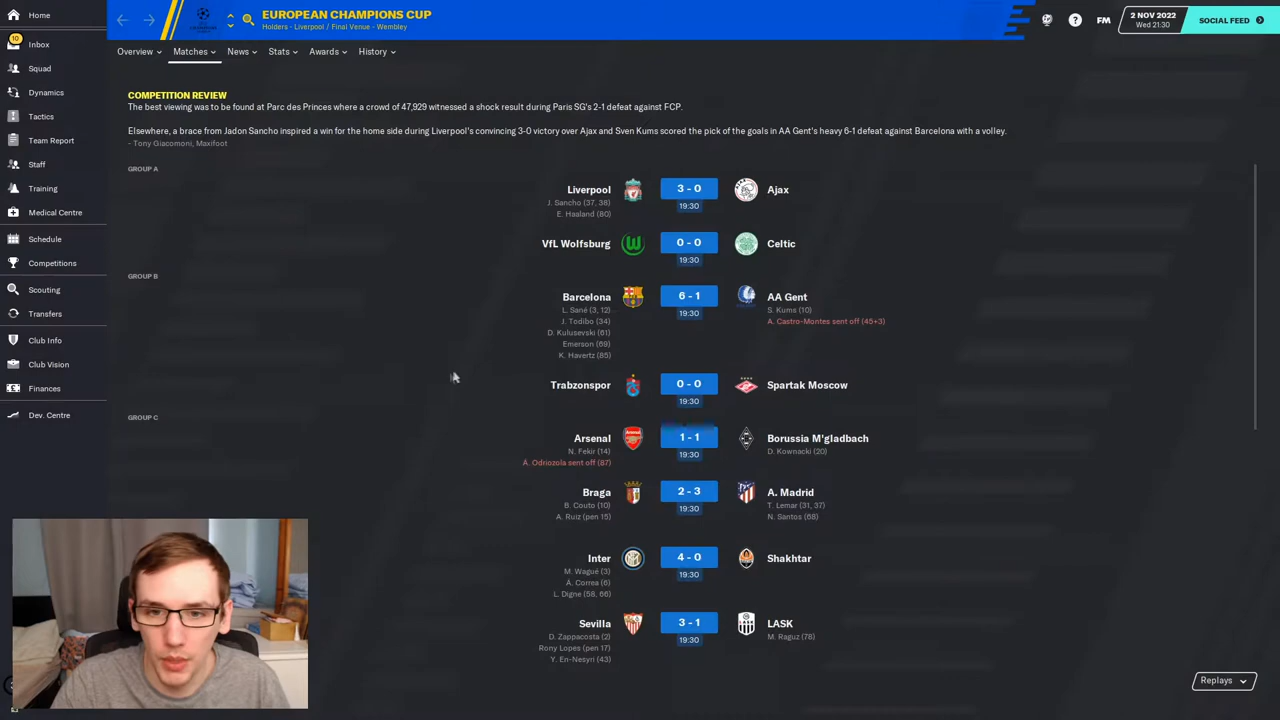 Home
EUROPEAN CHAMPIONS CUP
Holders - Liverpool / Final Venue - Wembley
FM
2 NOV 2022
Wed 21:30
SOCIAL FEED
10
Inbox
Squad
Dynamics
Tactics
Team Report
Staff
Training
Medical Centre
Schedule
Competitions
Scouting
Transfers
Club Info
Club Vision
Finances
Dev. Centre
Overview
Matches
News
Stats
Awards
History
COMPETITION REVIEW
The best viewing was to be found at Parc des Princes where a crowd of 47,929 witnessed a shock result during Paris SG's 2-1 defeat against FCP.
Elsewhere, a brace from Jadon Sancho inspired a win for the home side during Liverpool's convincing 3-0 victory over Ajax and Sven Kums scored the pick of the goals in AA Gent's heavy 6-1 defeat against Barcelona with a volley.
- Tony Giacomoni, Maxifoot
GROUP A
Liverpool 3 - 0 Ajax
J. Sancho (37, 38) 19:30
E. Haaland (80)
VfL Wolfsburg 0 - 0 Celtic
19:30
GROUP B
Barcelona 6 - 1 AA Gent
L. Sané (3, 12) 19:30 S. Kums (10)
J. Todibo (34) A. Castro-Montes sent off (45+3)
D. Kulusevski (61)
Emerson (69)
K. Havertz (85)
Trabzonspor 0 - 0 Spartak Moscow
19:30
GROUP C
Arsenal 1 - 1 Borussia M'gladbach
N. Fekir (14) 19:30 D. Kownacki (20)
Á. Odriozola sent off (87)
Braga 2 - 3 A. Madrid
B. Couto (10) 19:30 T. Lemar (31, 37)
A. Ruiz (pen 15) N. Santos (68)
Inter 4 - 0 Shakhtar
M. Wagué (3) 19:30
Á. Correa (6)
L. Digne (58, 66)
Sevilla 3 - 1 LASK
D. Zappacosta (2) 19:30 M. Raguz (78)
Rony Lopes (pen 17)
Y. En-Nesyri (43)
Replays